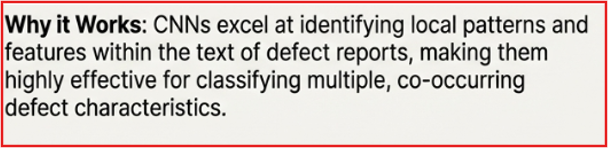 Why it Works: CNNs excel at identifying local patterns and
features within the text of defect reports, making them
highly effective for classifying multiple, co-occurring
defect characteristics.